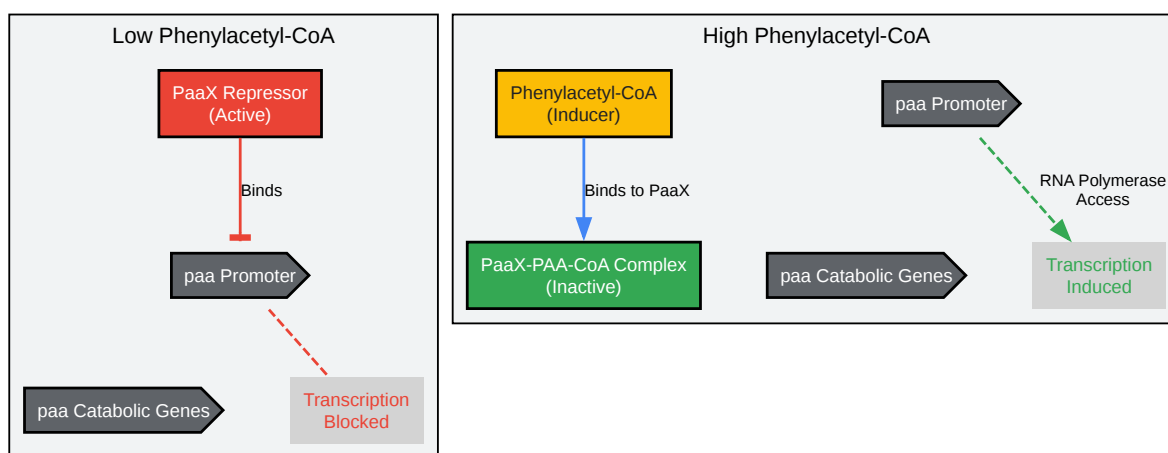 Low Phenylacetyl-CoA
PaaX Repressor
(Active)
Binds
paa Promoter
paa Catabolic Genes
Transcription
Blocked
High Phenylacetyl-CoA
Phenylacetyl-CoA
(Inducer)
paa Promoter
Binds to PaaX
RNA Polymerase
Access
PaaX-PAA-CoA Complex
(Inactive)
paa Catabolic Genes
Transcription
Induced